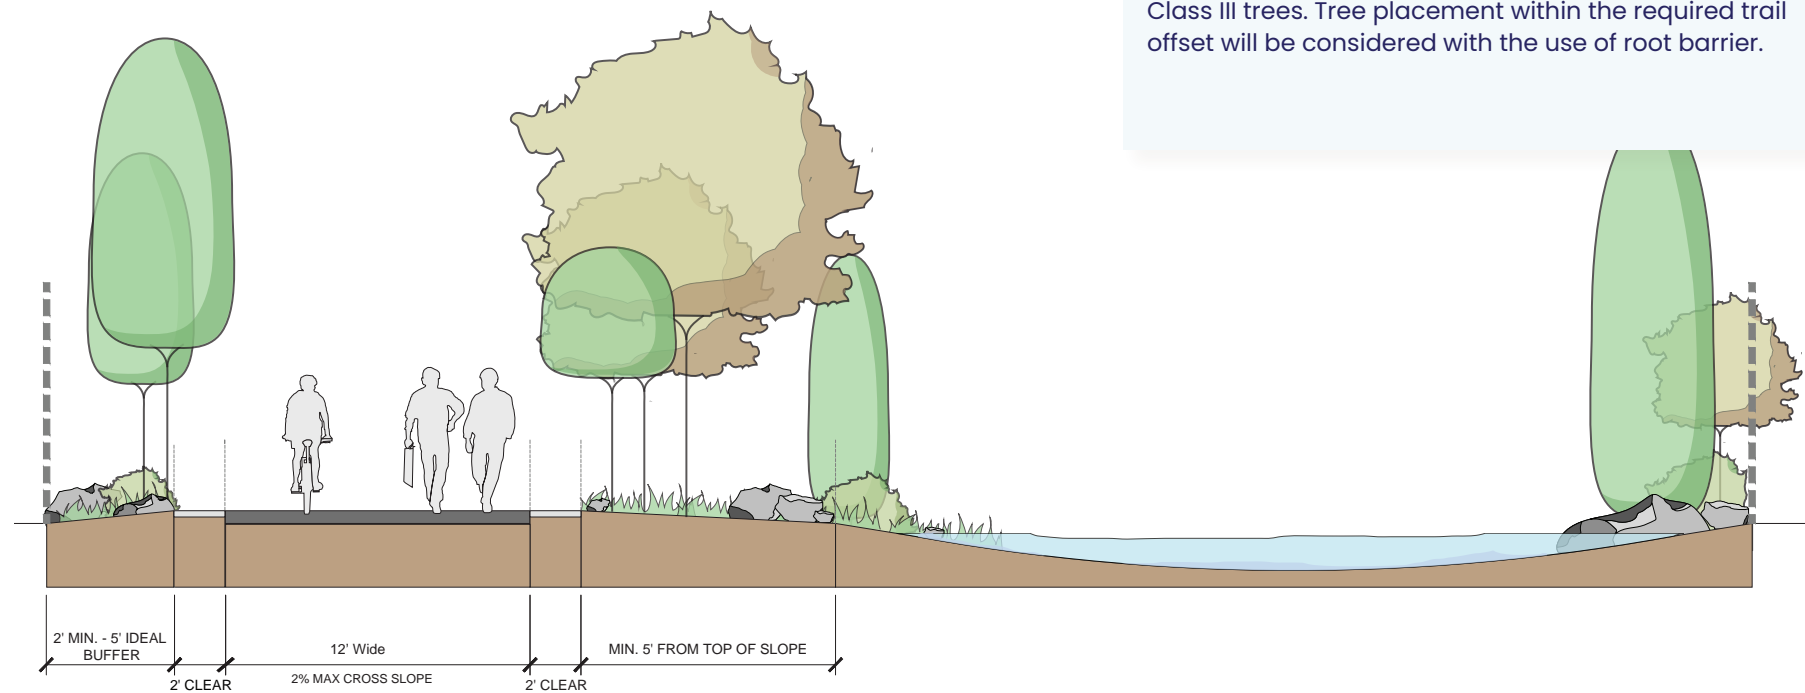 Class III trees. Tree placement within the required trail
offset will be considered with the use of root barrier.
2' MIN. - 5' IDEAL
BUFFER
2' CLEAR
12' Wide
2% MAX CROSS SLOPE
2' CLEAR
MIN. 5' FROM TOP OF SLOPE